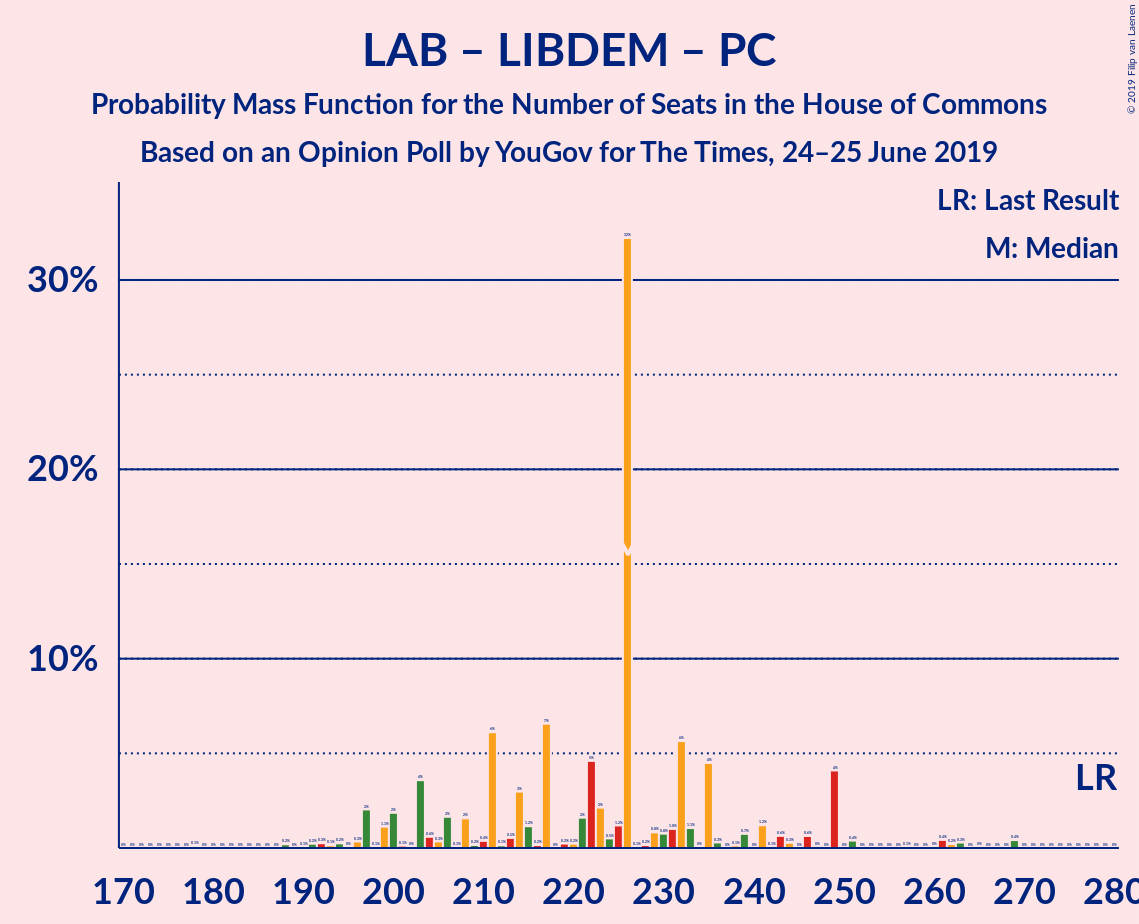 LAB – LIBDEM – PC
Probability Mass Function for the Number of Seats in the House of Commons
Based on an Opinion Poll by YouGov for The Times, 24–25 June 2019
© 2019 Filip van Laenen
LR: Last Result
M: Median
30%
20%
10%
M
LR
170 180 190 200 210 220 230 240 250 260 270 280